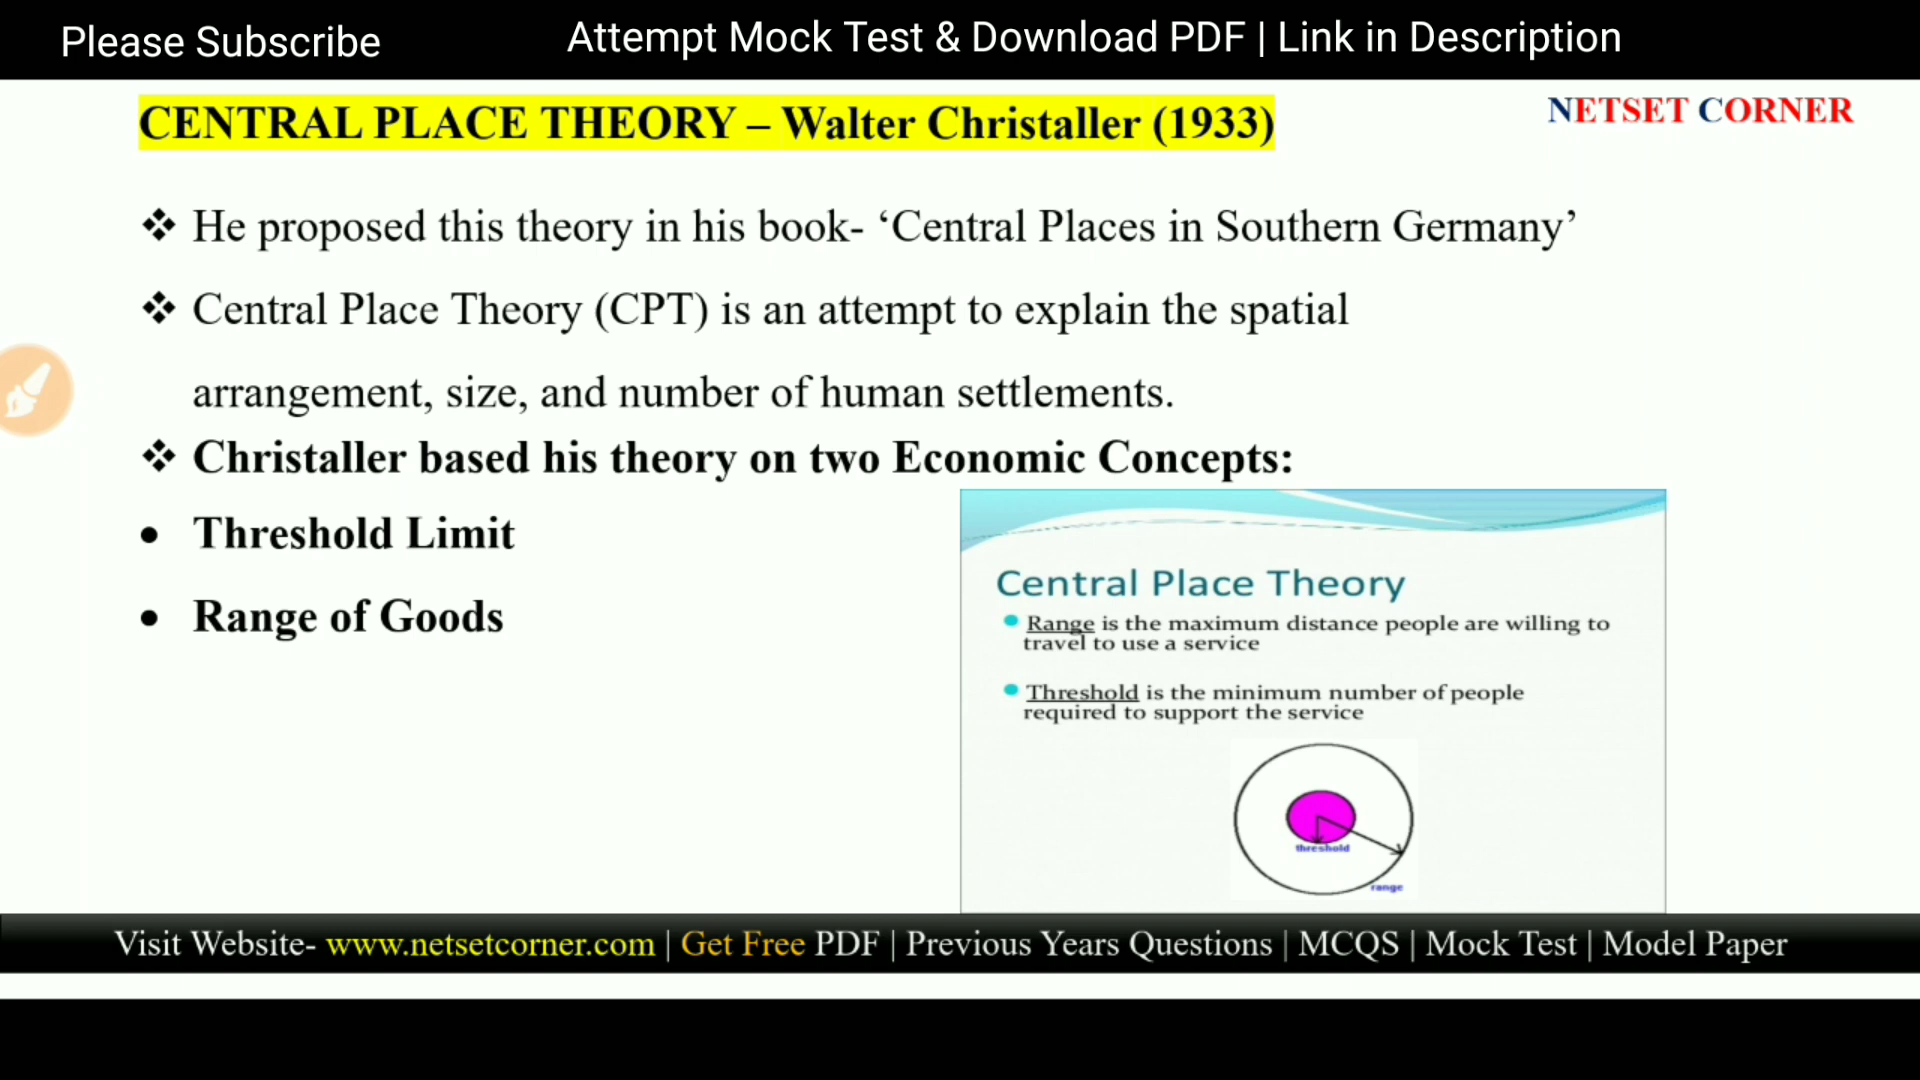 Please Subscribe
Attempt Mock Test & Download PDF | Link in Description
CENTRAL PLACE THEORY – Walter Christaller (1933)
NETSET CORNER
❖ He proposed this theory in his book- ‘Central Places in Southern Germany’
❖ Central Place Theory (CPT) is an attempt to explain the spatial
arrangement, size, and number of human settlements.
❖ Christaller based his theory on two Economic Concepts:
• Threshold Limit
• Range of Goods
Central Place Theory
• Range is the maximum distance people are willing to
travel to use a service
• Threshold is the minimum number of people
required to support the service
threshold
range
Visit Website- www.netsetcorner.com | Get Free PDF | Previous Years Questions | MCQS | Mock Test | Model Paper